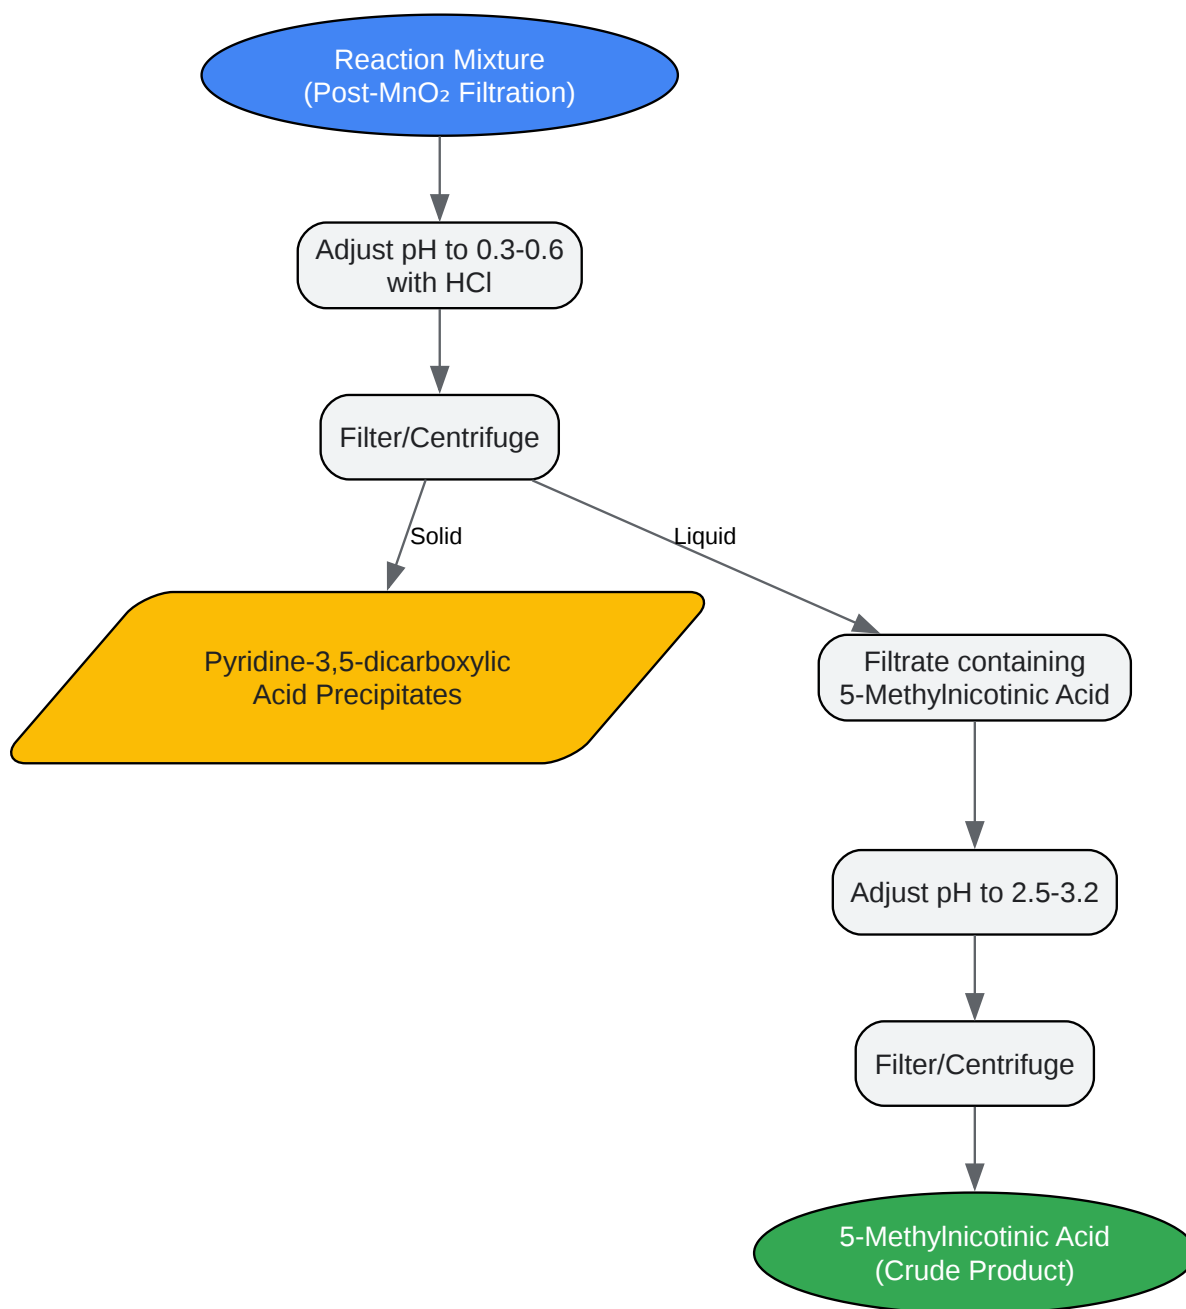 Reaction Mixture
(Post-MnO₂ Filtration)
Adjust pH to 0.3-0.6
with HCl
Filter/Centrifuge
Solid
Liquid
Pyridine-3,5-dicarboxylic
Acid Precipitates
Filtrate containing
5-Methylnicotinic Acid
Adjust pH to 2.5-3.2
Filter/Centrifuge
5-Methylnicotinic Acid
(Crude Product)